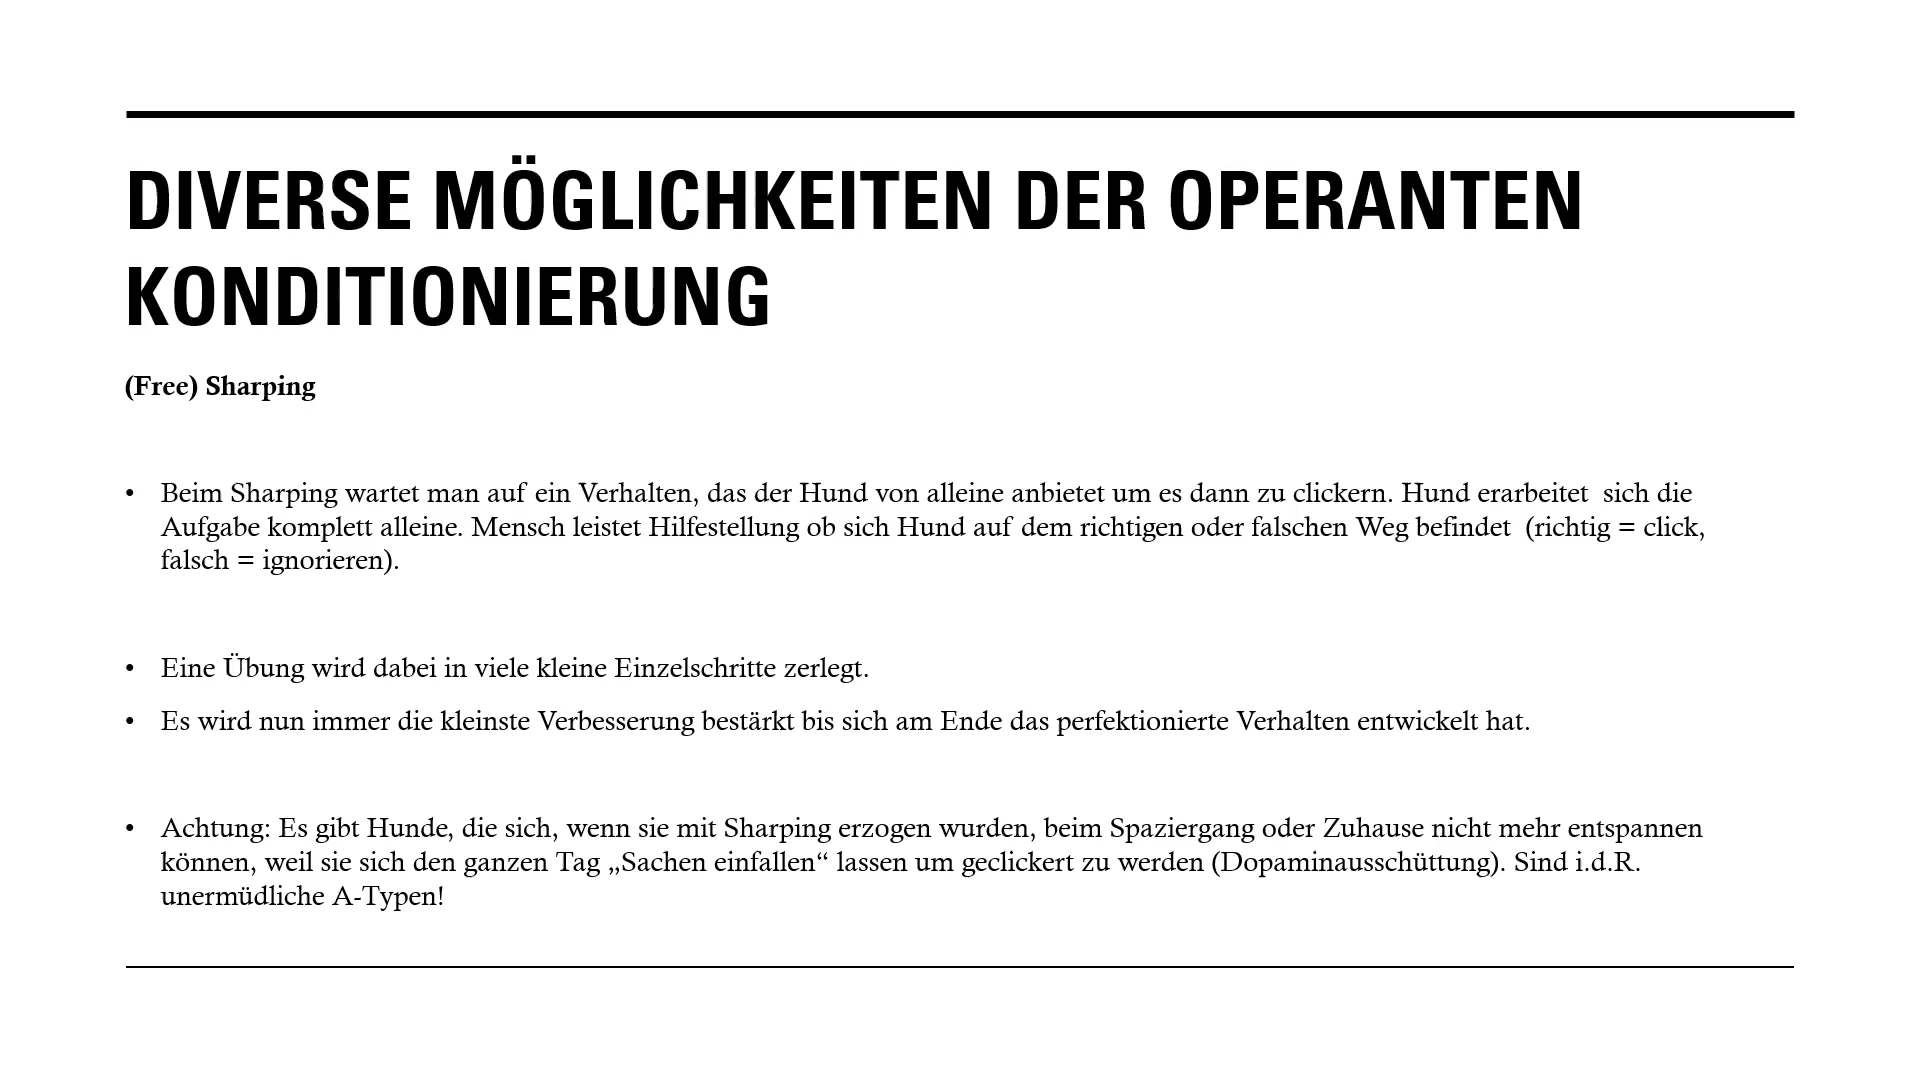 DIVERSE MÖGLICHKEITEN DER OPERANTEN
KONDITIONIERUNG
(Free) Sharping
• Beim Sharping wartet man auf ein Verhalten, das der Hund von alleine anbietet um es dann zu clickern. Hund erarbeitet  sich die
Aufgabe komplett alleine. Mensch leistet Hilfestellung ob sich Hund auf dem richtigen oder falschen Weg befindet  (richtig = click,
falsch = ignorieren).
• Eine Übung wird dabei in viele kleine Einzelschritte zerlegt.
• Es wird nun immer die kleinste Verbesserung bestärkt bis sich am Ende das perfektionierte Verhalten entwickelt hat.
• Achtung: Es gibt Hunde, die sich, wenn sie mit Sharping erzogen wurden, beim Spaziergang oder Zuhause nicht mehr entspannen
können, weil sie sich den ganzen Tag „Sachen einfallen“ lassen um geclickert zu werden (Dopaminausschüttung). Sind i.d.R.
unermüdliche A-Typen!